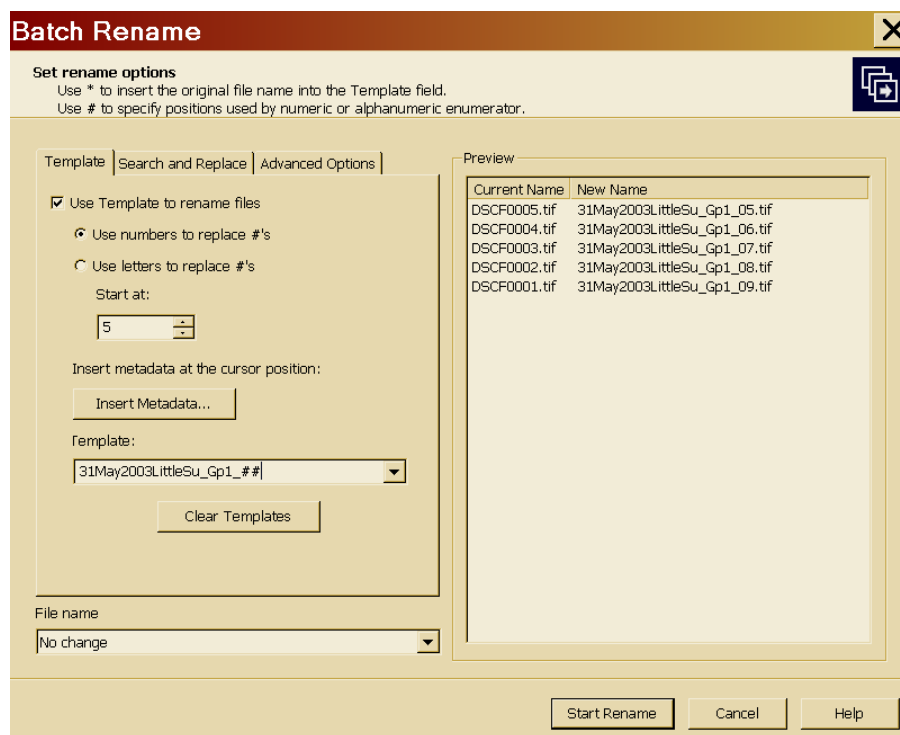 Batch Rename
Set rename options
Use * to insert the original file name into the Template field.
Use # to specify positions used by numeric or alphanumeric enumerator.
Template Search and Replace Advanced Options
Use Template to rename files
Use numbers to replace #'s
Use letters to replace #'s
Start at:
5
Insert metadata at the cursor position:
Insert Metadata...
Template:
31May2003LittleSu_Gp1_##
Clear Templates
File name
No change
Preview
Current Name New Name
DSCF0005.tif 31May2003LittleSu_Gp1_05.tif
DSCF0004.tif 31May2003LittleSu_Gp1_06.tif
DSCF0003.tif 31May2003LittleSu_Gp1_07.tif
DSCF0002.tif 31May2003LittleSu_Gp1_08.tif
DSCF0001.tif 31May2003LittleSu_Gp1_09.tif
Start Rename Cancel Help